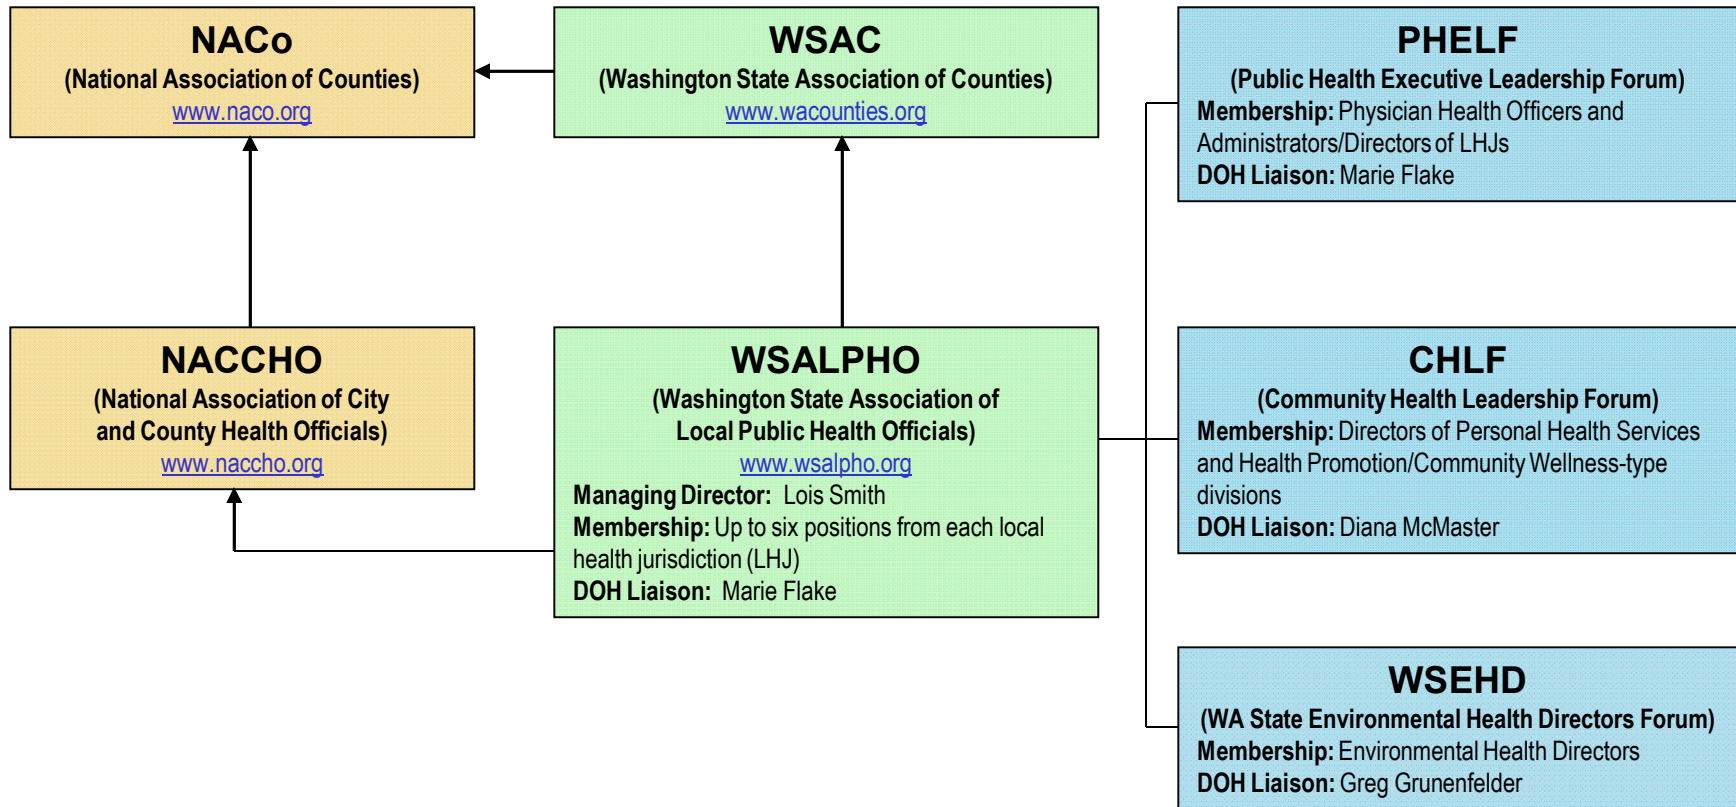 NACo
(National Association of Counties)
www.naco.org
WSAC
(Washington State Association of Counties)
www.wacounties.org
PHELF
(Public Health Executive Leadership Forum)
Membership: Physician Health Officers and
Administrators/Directors of LHJs
DOH Liaison: Marie Flake
NACCHO
(National Association of City
and County Health Officials)
www.naccho.org
WSALPHO
(Washington State Association of
Local Public Health Officials)
www.wsalpho.org
Managing Director: Lois Smith
Membership: Up to six positions from each local
health jurisdiction (LHJ)
DOH Liaison: Marie Flake
CHLF
(Community Health Leadership Forum)
Membership: Directors of Personal Health Services
and Health Promotion/Community Wellness-type
divisions
DOH Liaison: Diana McMaster
WSEHD
(WA State Environmental Health Directors Forum)
Membership: Environmental Health Directors
DOH Liaison: Greg Grunenfelder